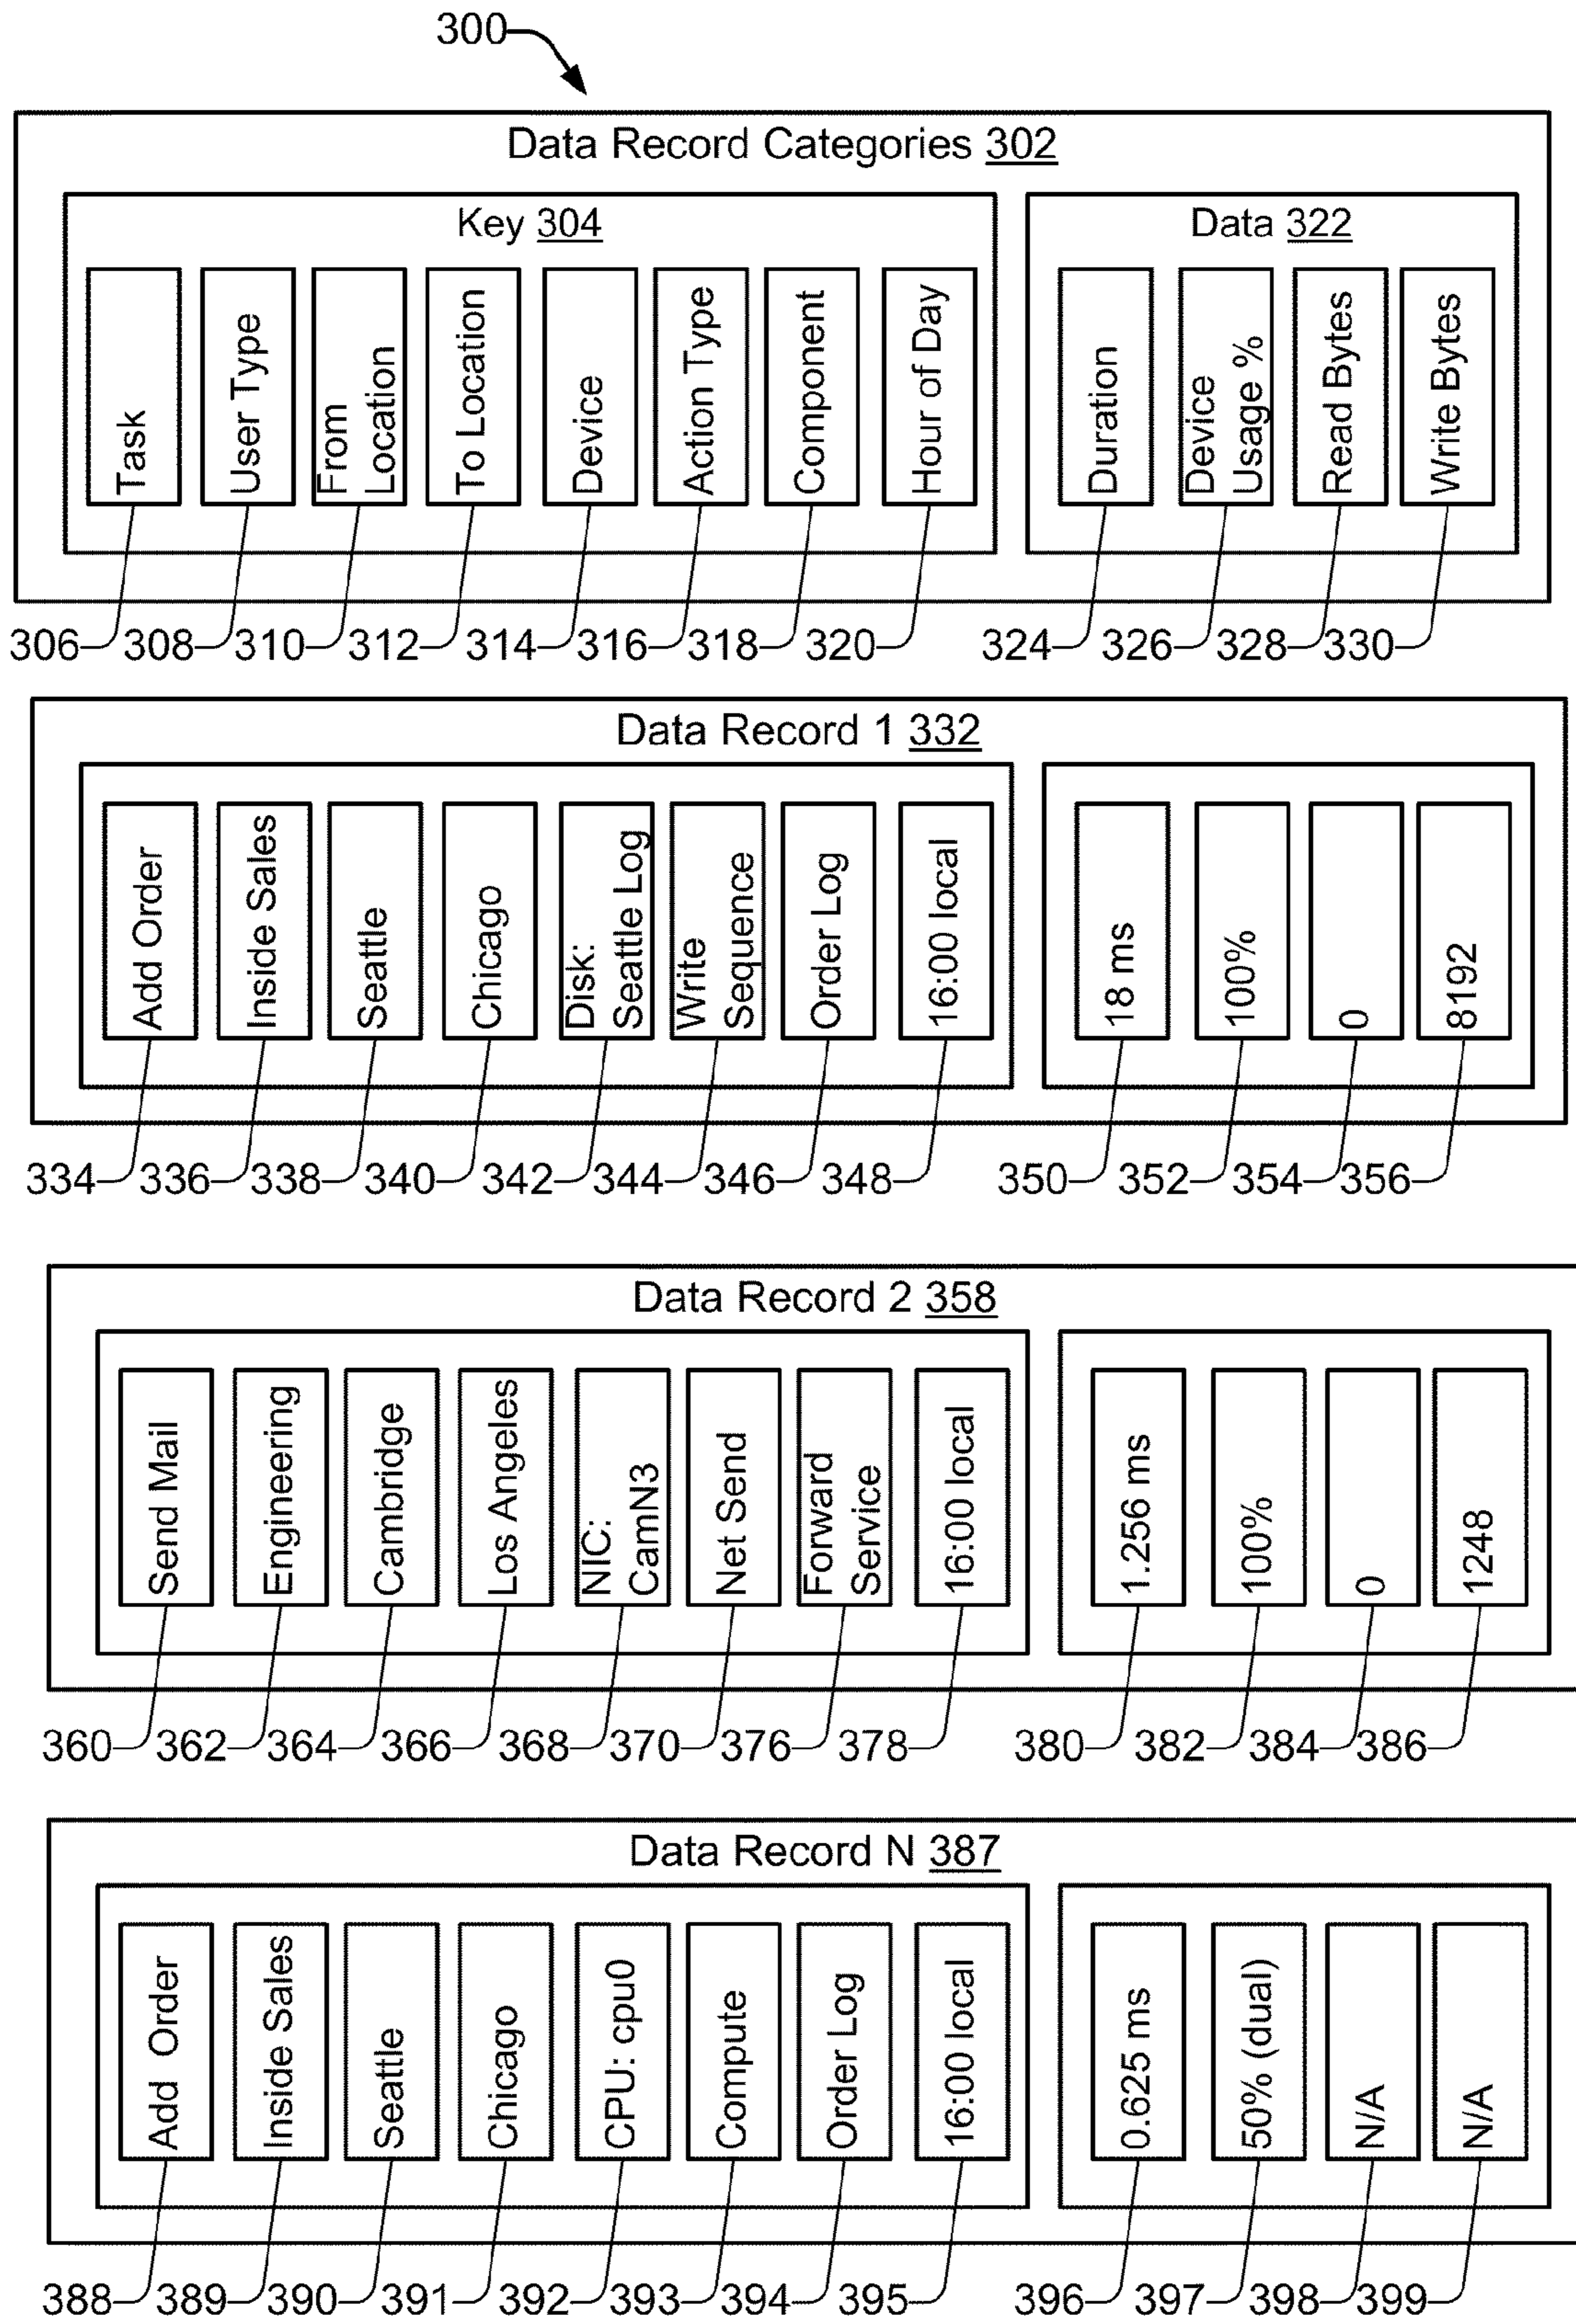 300
Data Record Categories 302
Key 304
Data 322
Task
User Type
From
Location
To Location
Device
Action Type
Component
Hour of Day
Duration
Device
Usage %
Read Bytes
Write Bytes
306 308 310 312 314 316 318 320 324 326 328 330
Data Record 1 332
Add Order
Inside Sales
Seattle
Chicago
Disk:
Seattle Log
Write
Sequence
Order Log
16:00 local
18 ms
100%
0
8192
334 336 338 340 342 344 346 348 350 352 354 356
Data Record 2 358
Send Mail
Engineering
Cambridge
Los Angeles
NIC:
CamN3
Net Send
Forward
Service
16:00 local
1.256 ms
100%
0
1248
360 362 364 366 368 370 376 378 380 382 384 386
Data Record N 387
Add Order
Inside Sales
Seattle
Chicago
CPU: cpu0
Compute
Order Log
16:00 local
0.625 ms
50% (dual)
N/A
N/A
388 389 390 391 392 393 394 395 396 397 398 399